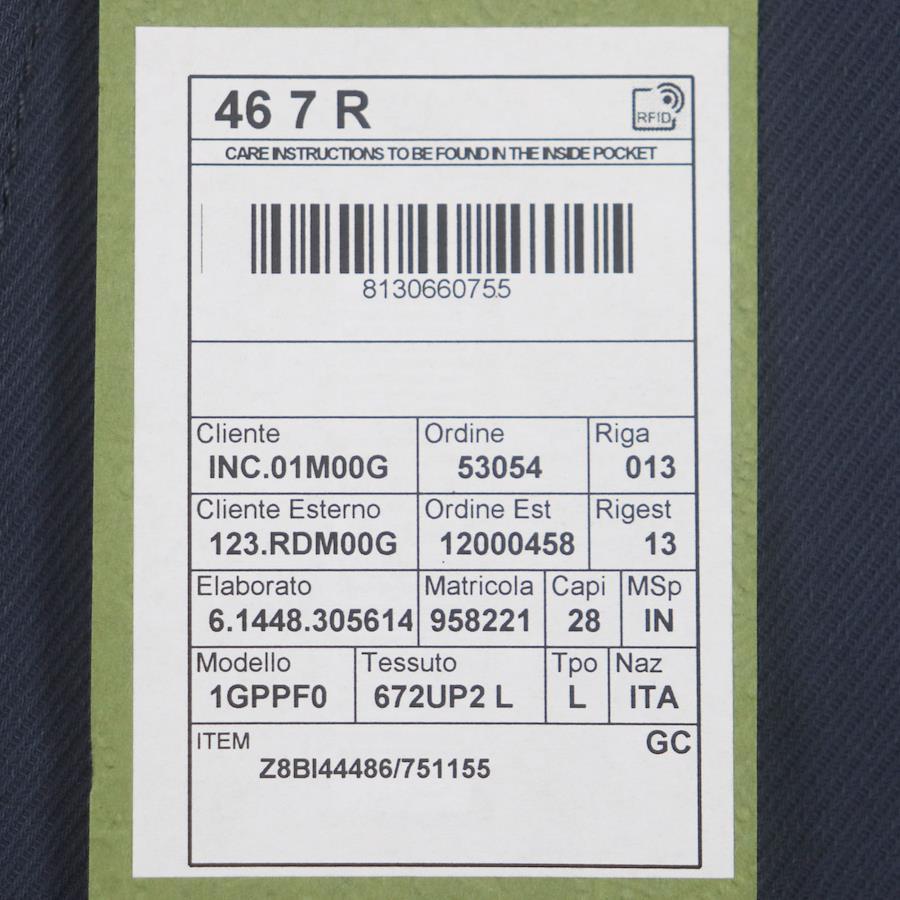 46 7 R
RFID
CARE INSTRUCTIONS TO BE FOUND IN THE INSIDE POCKET
8130660755
Cliente Ordine Riga
INC.01M00G 53054 013
Cliente Esterno Ordine Est Rigest
123.RDM00G 12000458 13
Elaborato Matricola Capi MSp
6.1448.305614 958221 28 IN
Modello Tessuto Tpo Naz
1GPPF0 672UP2 L L ITA
ITEM GC
Z8BI44486/751155